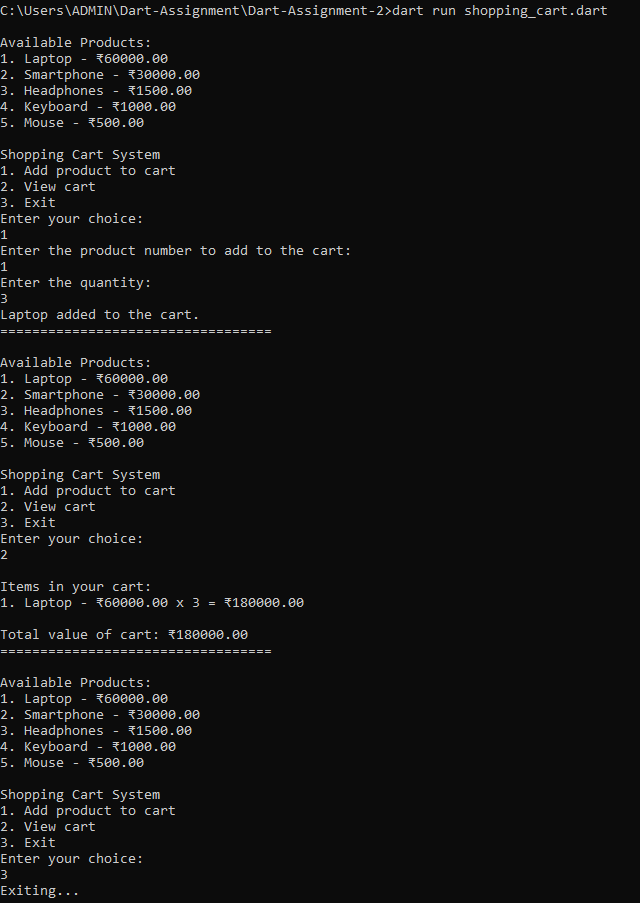 C:\Users\ADMIN\Dart-Assignment\Dart-Assignment-2>dart run shopping_cart.dart
Available Products:
1. Laptop - ₹60000.00
2. Smartphone - ₹30000.00
3. Headphones - ₹1500.00
4. Keyboard - ₹1000.00
5. Mouse - ₹500.00
Shopping Cart System
1. Add product to cart
2. View cart
3. Exit
Enter your choice:
1
Enter the product number to add to the cart:
1
Enter the quantity:
3
Laptop added to the cart.
==================================
Available Products:
1. Laptop - ₹60000.00
2. Smartphone - ₹30000.00
3. Headphones - ₹1500.00
4. Keyboard - ₹1000.00
5. Mouse - ₹500.00
Shopping Cart System
1. Add product to cart
2. View cart
3. Exit
Enter your choice:
2
Items in your cart:
1. Laptop - ₹60000.00 x 3 = ₹180000.00
Total value of cart: ₹180000.00
==================================
Available Products:
1. Laptop - ₹60000.00
2. Smartphone - ₹30000.00
3. Headphones - ₹1500.00
4. Keyboard - ₹1000.00
5. Mouse - ₹500.00
Shopping Cart System
1. Add product to cart
2. View cart
3. Exit
Enter your choice:
3
Exiting...